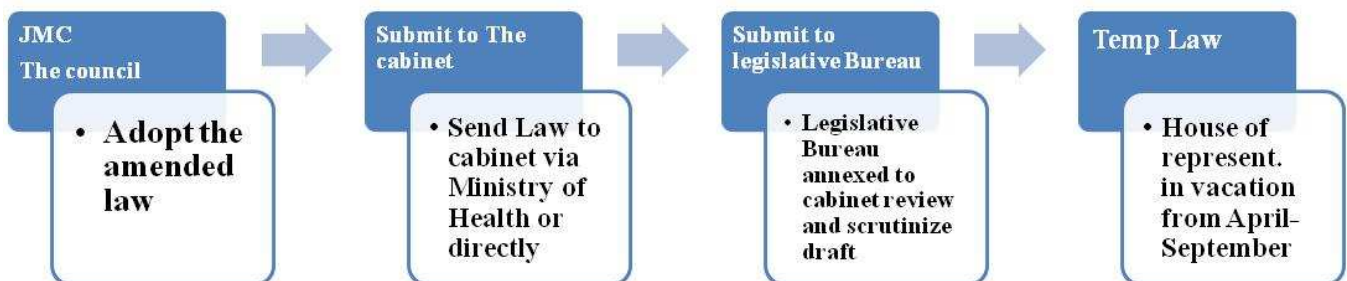 JMC
The council
• Adopt the
amended
law
Submit to The
cabinet
• Send Law to
cabinet via
Ministry of
Health or
directly
Submit to
legislative Bureau
• Legislative
Bureau
annexed to
cabinet review
and scrutinize
draft
Temp Law
• House of
represent.
in vacation
from April-
September